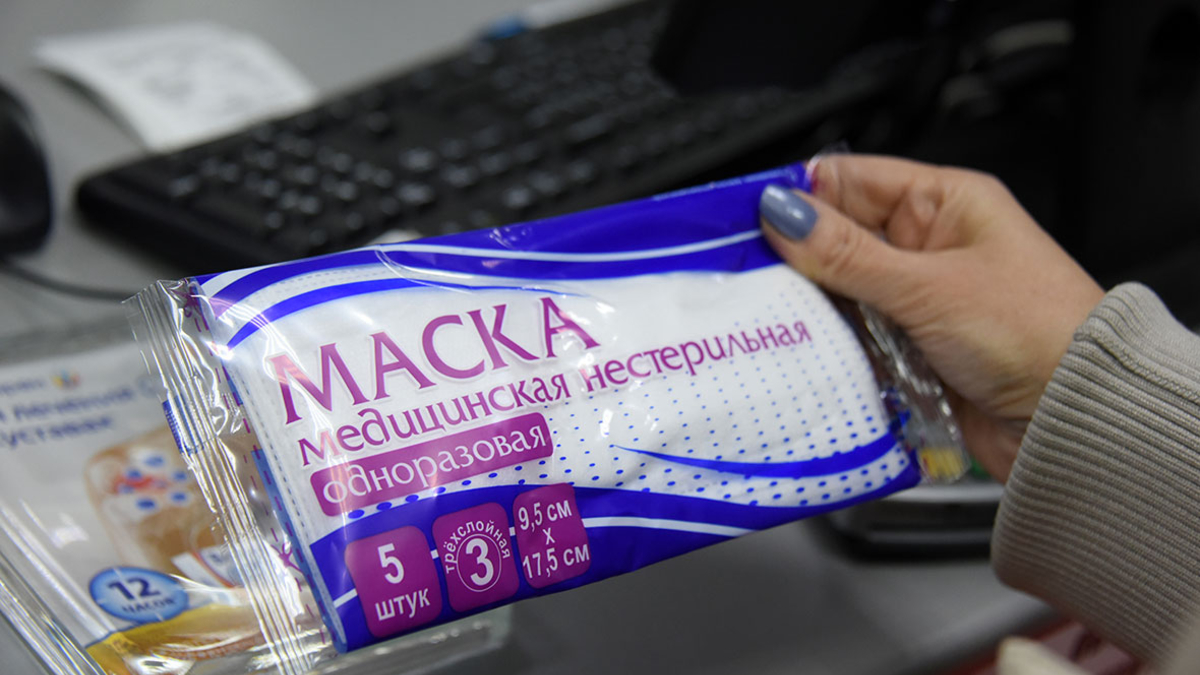 МАСКА
медицинская нестерильная
одноразовая
5
штук
трёхслойная
3
9,5 см
х
17,5 см
12
ЧАСОВ